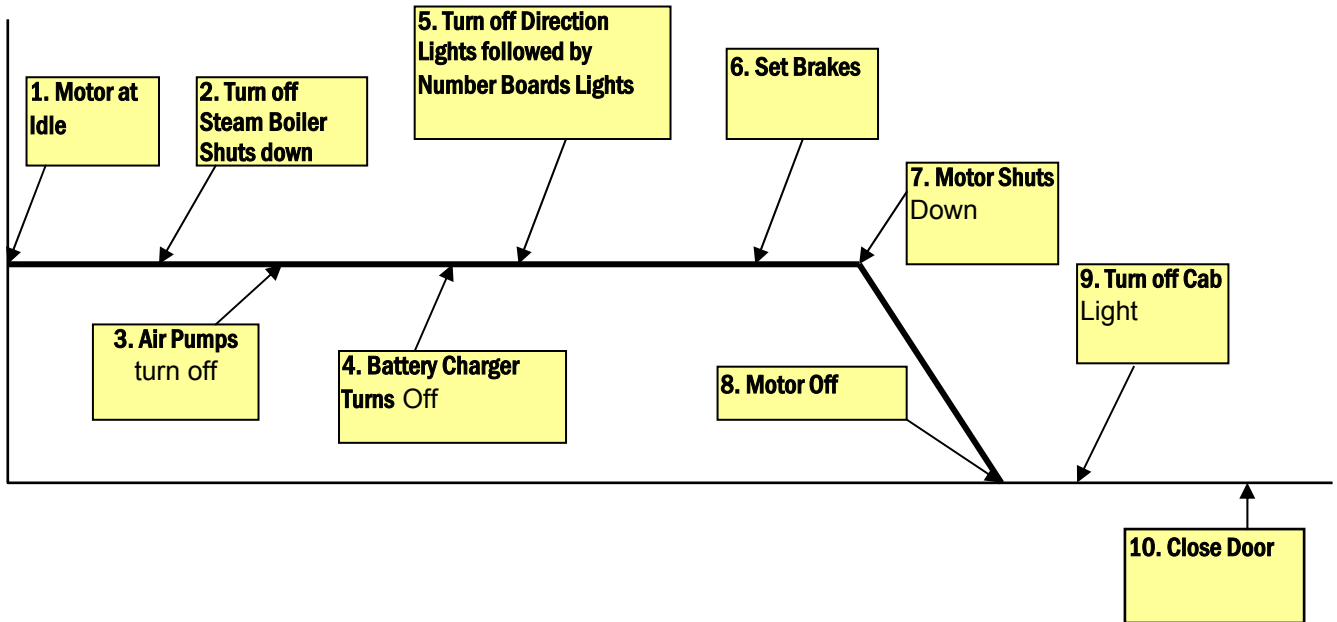 1. Motor at
Idle
2. Turn off
Steam Boiler
Shuts down
3. Air Pumps
turn off
4. Battery Charger
Turns Off
5. Turn off Direction
Lights followed by
Number Boards Lights
6. Set Brakes
7. Motor Shuts
Down
8. Motor Off
9. Turn off Cab
Light
10. Close Door